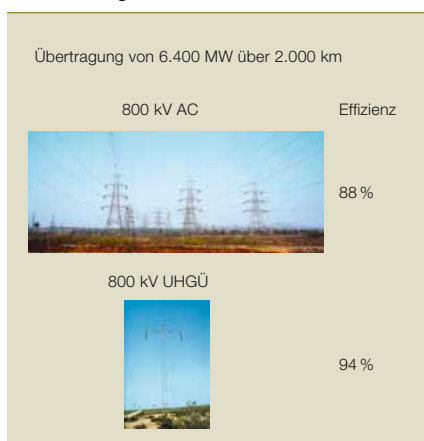 Übertragung von 6.400 MW über 2.000 km
800 kV AC Effizienz
88 %
800 kV UHGÜ
94 %